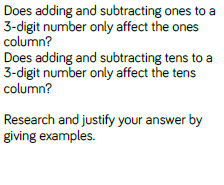 Does adding and subtracting ones to a
3-digit number only affect the ones
column?
Does adding and subtracting tens to a
3-digit number only affect the tens
column?
Research and justify your answer by
giving examples.